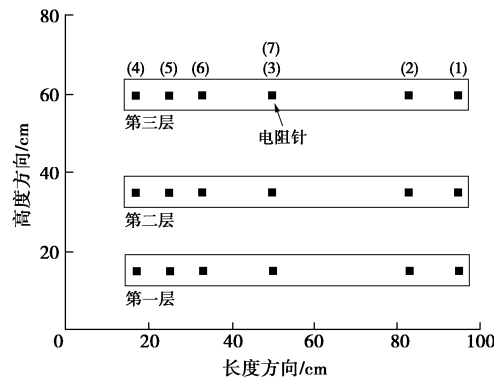 80
(7)
(4) (5) (6) (3) (2) (1)
60
第三层
电阻针
高度方向/cm
40
第二层
20
第一层
0 20 40 60 80 100
长度方向/cm